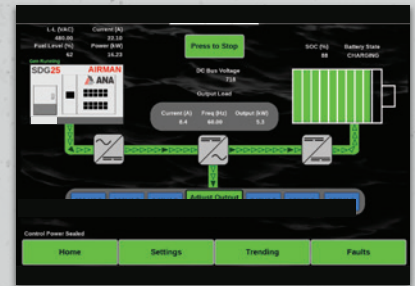 L-L (VAC) Current (A)
480.00 22.10
Fuel Level (%) Power (kW)
62 16.23
Gen Running
SDG25 AIRMAN
ANA
Press to Stop
SOC (%) Battery State
88 CHARGING
DC Bus Voltage
718
Output Load
Current (A) Freq (Hz) Output (kW)
8.4 60.00 5.3
Adjust Output
Control Power Sealed
Home Settings Trending Faults